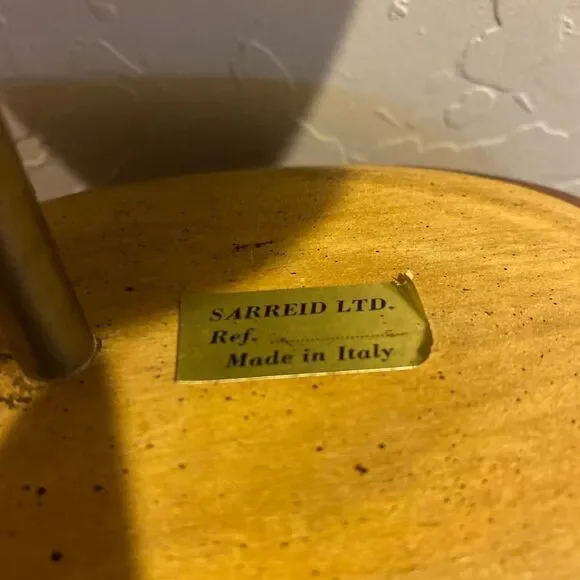 SARREID LTD.
Ref. ....................
Made in Italy